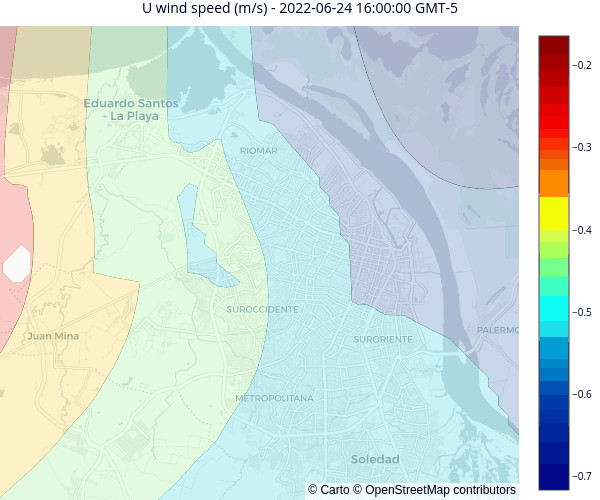 U wind speed (m/s) - 2022-06-24 16:00:00 GMT-5
Eduardo Santos
- La Playa
RIOMAR
SUROCCIDENTE
Juan Mina
SURORIENTE
PALERMO
METROPOLITANA
Soledad
© Carto © OpenStreetMap contributors
−0.2
−0.3
−0.4
−0.5
−0.6
−0.7